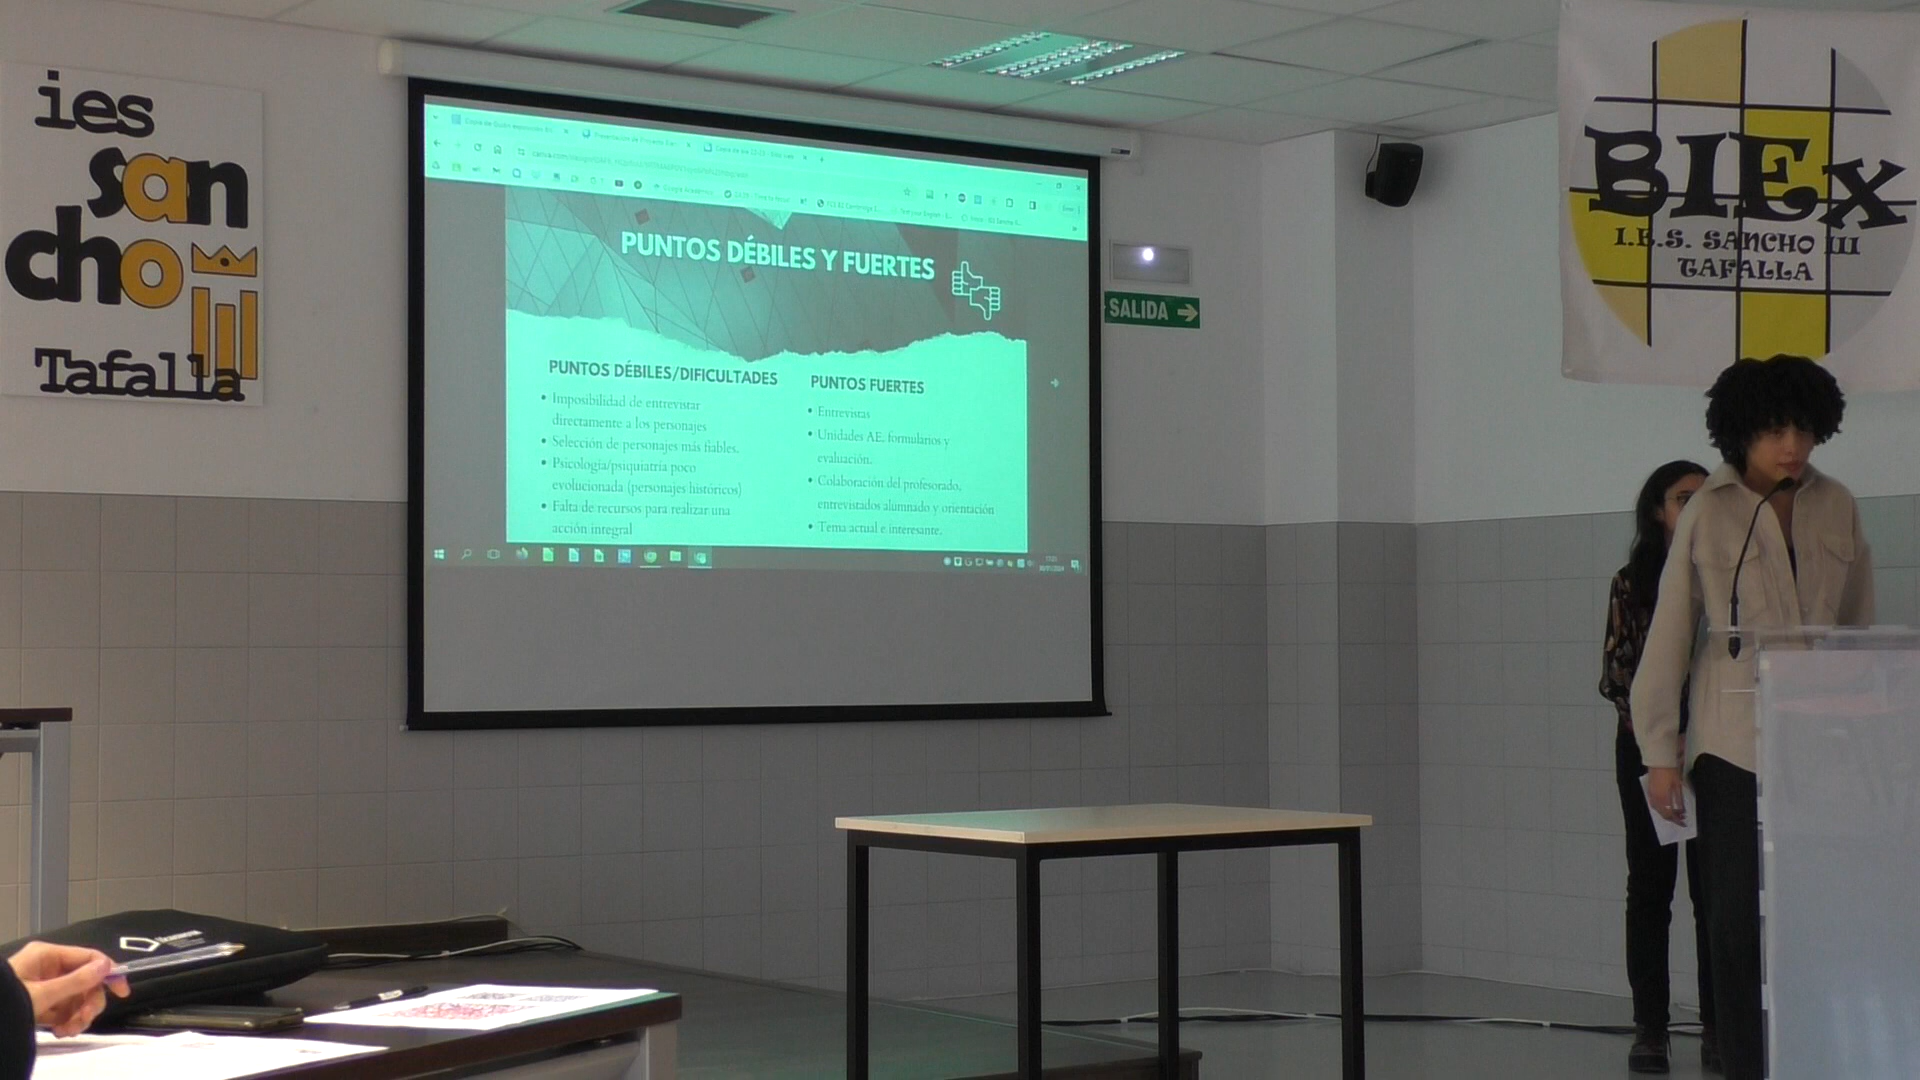 ies
san
cho
Tafalla
PUNTOS DÉBILES Y FUERTES
PUNTOS DÉBILES/DIFICULTADES
• Imposibilidad de entrevistar
directamente a los personajes
• Selección de personajes más fiables.
• Psicología/psiquiatría poco
evolucionada (personajes históricos)
• Falta de recursos para realizar una
acción integral
PUNTOS FUERTES
• Entrevistas
• Unidades AE, formularios y
evaluación.
• Colaboración del profesorado,
entrevistados alumnado y orientación
• Tema actual e interesante.
SALIDA
BIEx
I.E.S. SANCHO III
TAFALLA